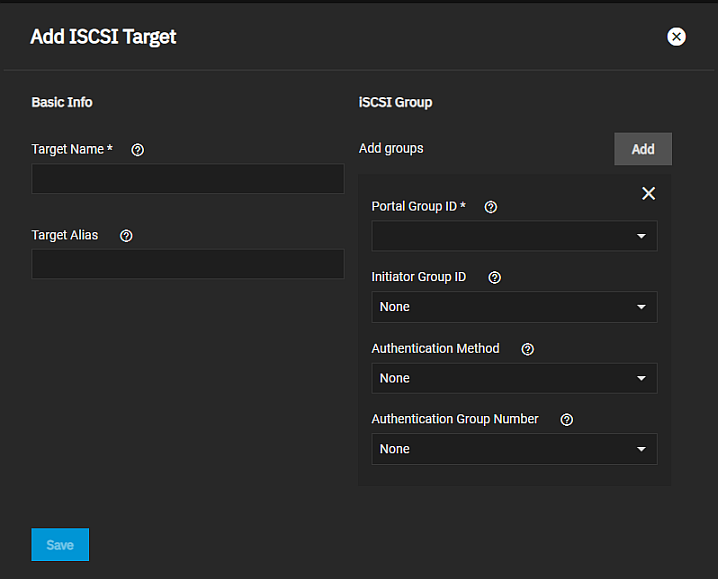 Add ISCSI Target
Basic Info
Target Name *
Target Alias
iSCSI Group
Add groups
Add
Portal Group ID *
Initiator Group ID
None
Authentication Method
None
Authentication Group Number
None
Save